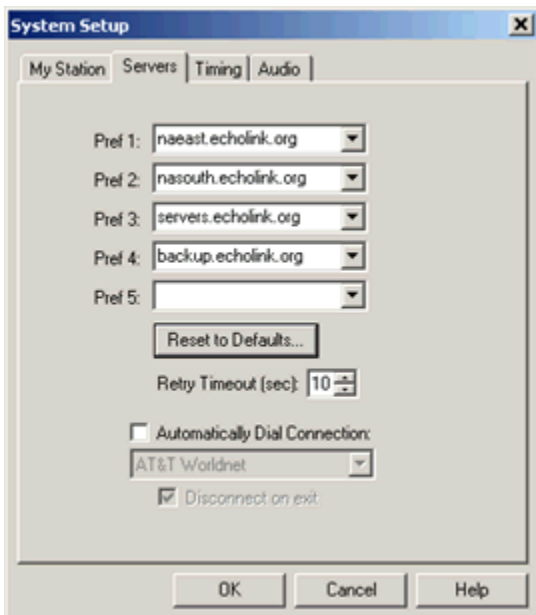 System Setup
My Station Servers Timing Audio
Pref 1: naeast.echolink.org
Pref 2: nasouth.echolink.org
Pref 3: servers.echolink.org
Pref 4: backup.echolink.org
Pref 5:
Reset to Defaults...
Retry Timeout (sec): 10
Automatically Dial Connection:
AT&T Worldnet
Disconnect on exit
OK Cancel Help